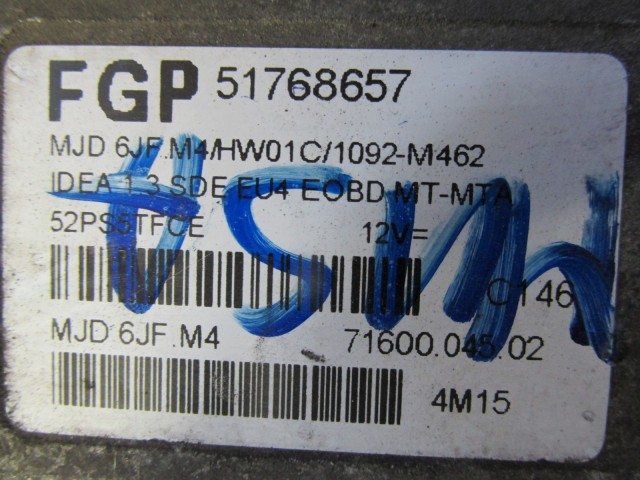 FGP 51768657
MJD 6JF.M4/HW01C/1092-M462
IDEA 1.3 SDE EU4 EOBD MT-MTA
52PS5TFCE 12V=
C146
MJD 6JF.M4 71600.045.02
4M15